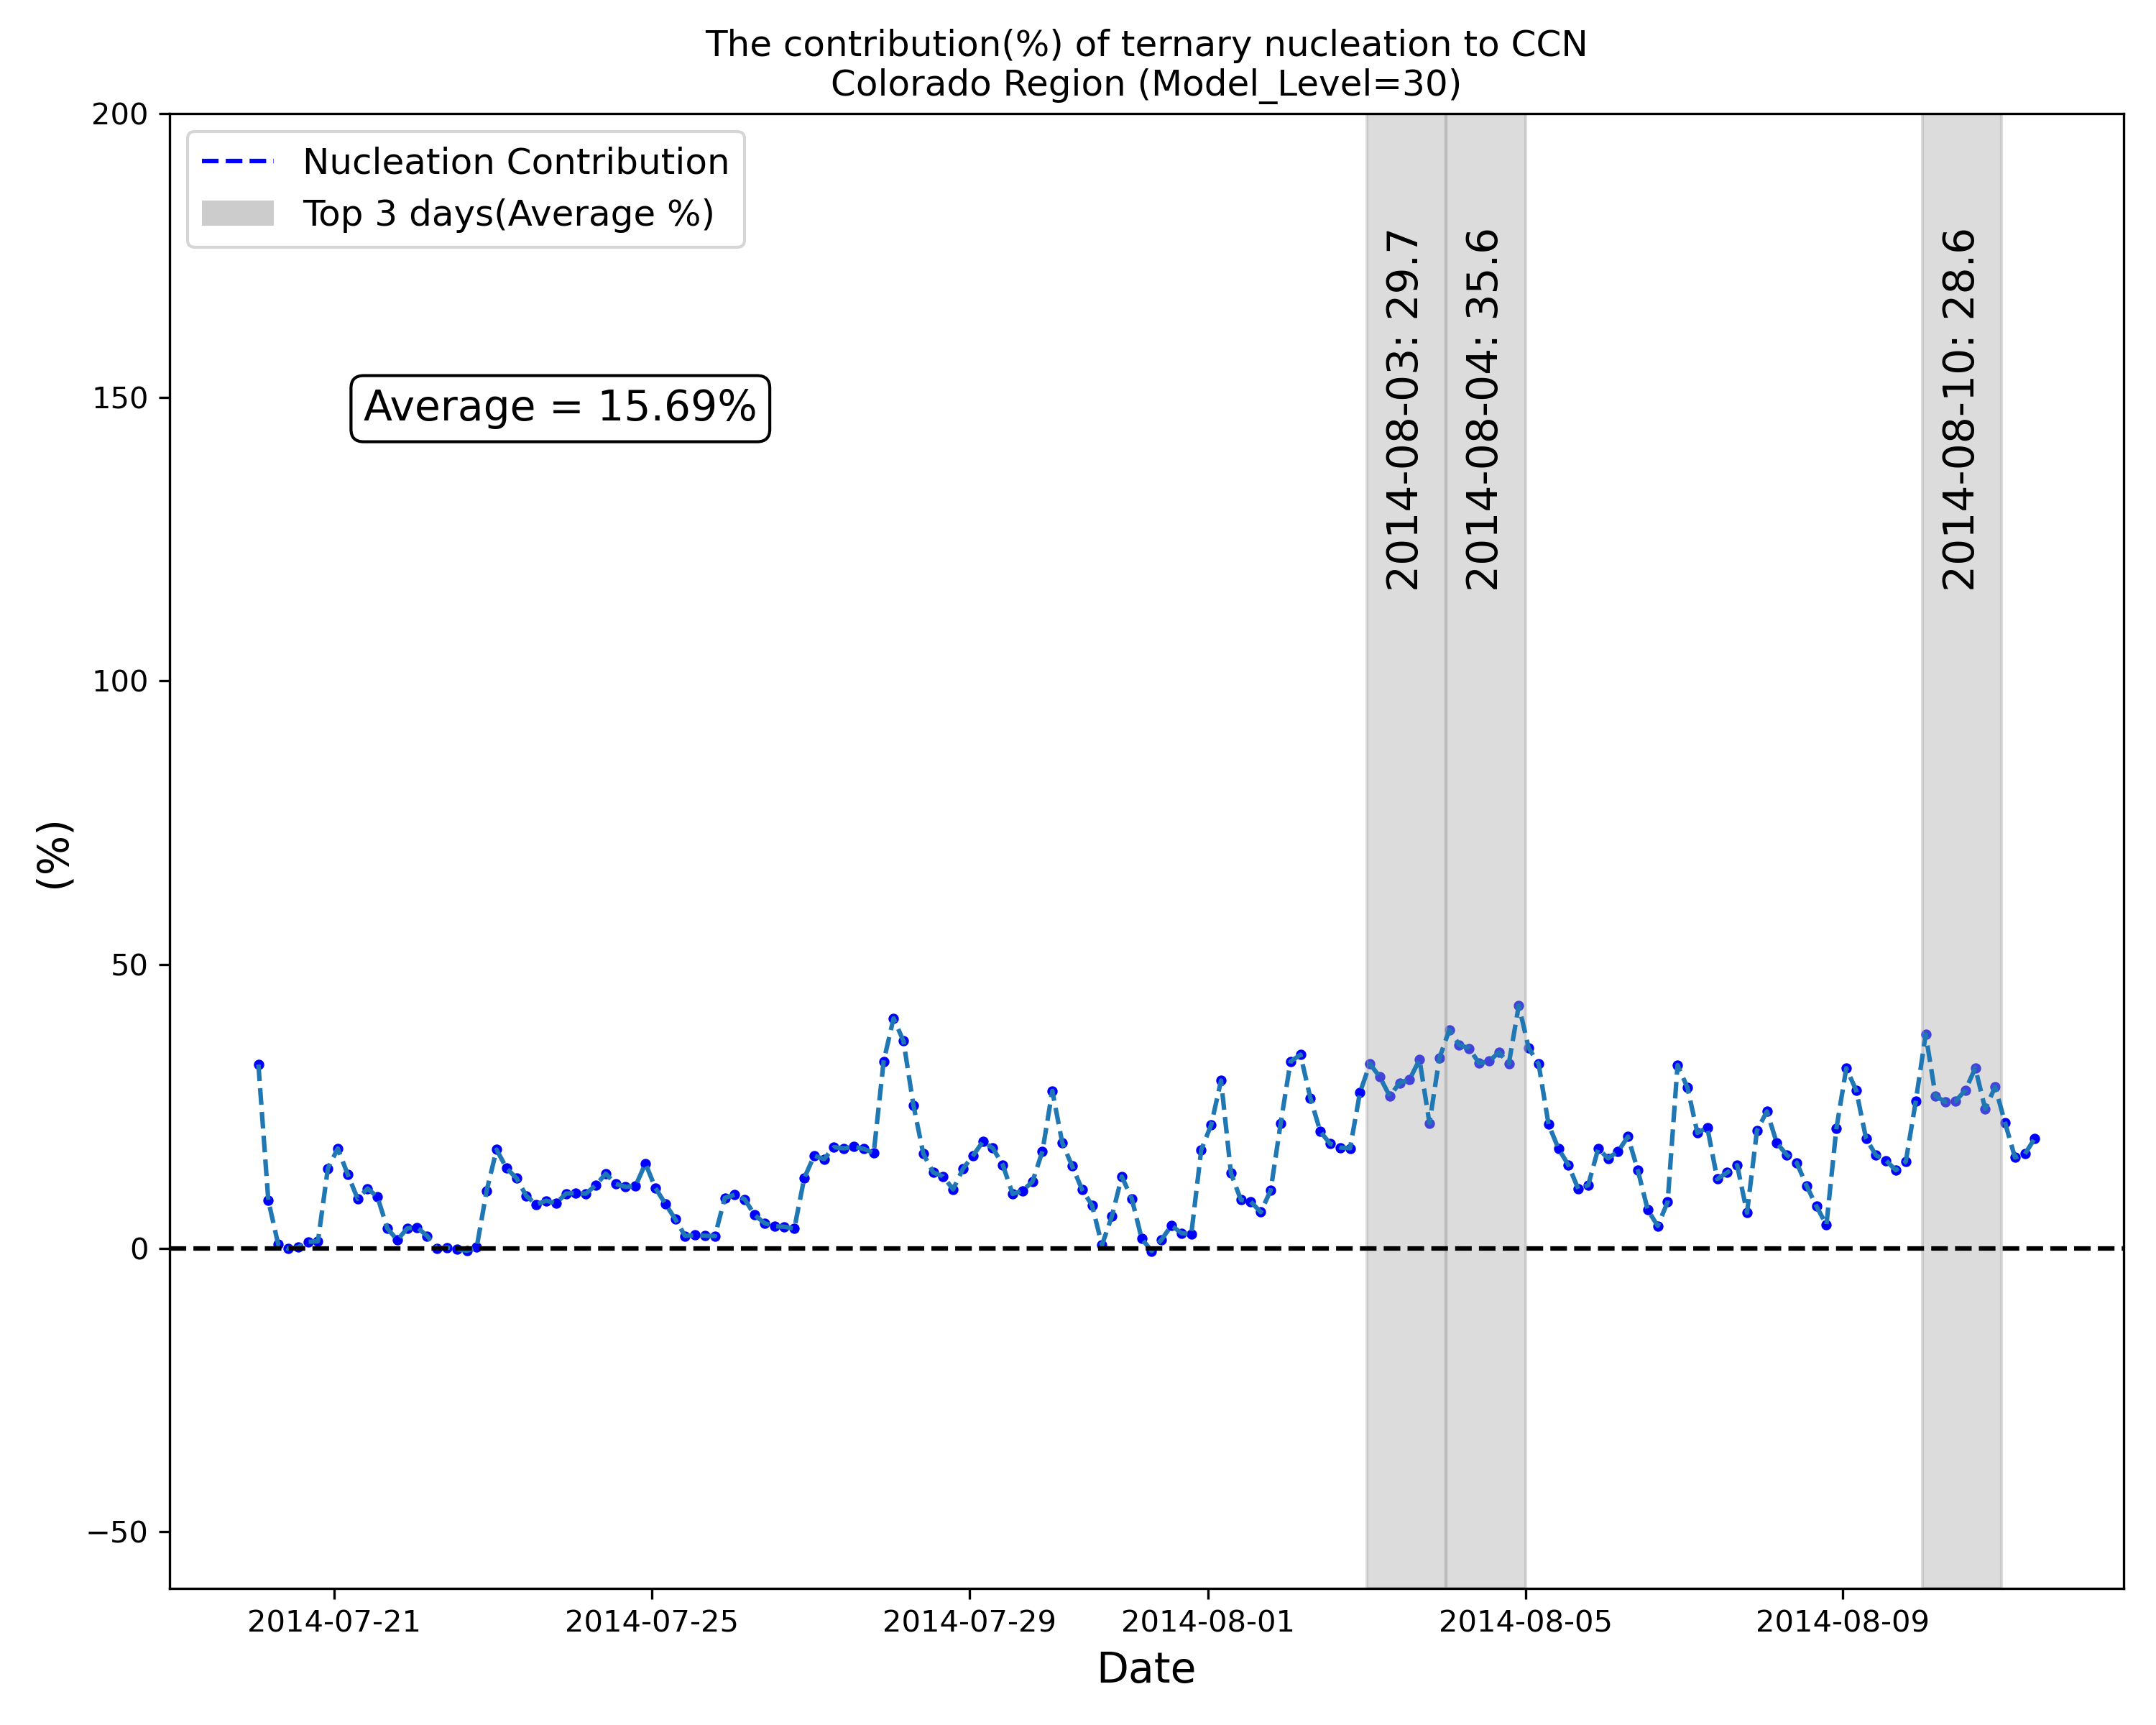 The contribution(%) of ternary nucleation to CCN
Colorado Region (Model_Level=30)
200
150
100
50
0
−50
(%)
Nucleation Contribution
Top 3 days(Average %)
Average = 15.69%
2014-08-03: 29.7
2014-08-04: 35.6
2014-08-10: 28.6
2014-07-21
2014-07-25
2014-07-29
2014-08-01
2014-08-05
2014-08-09
Date